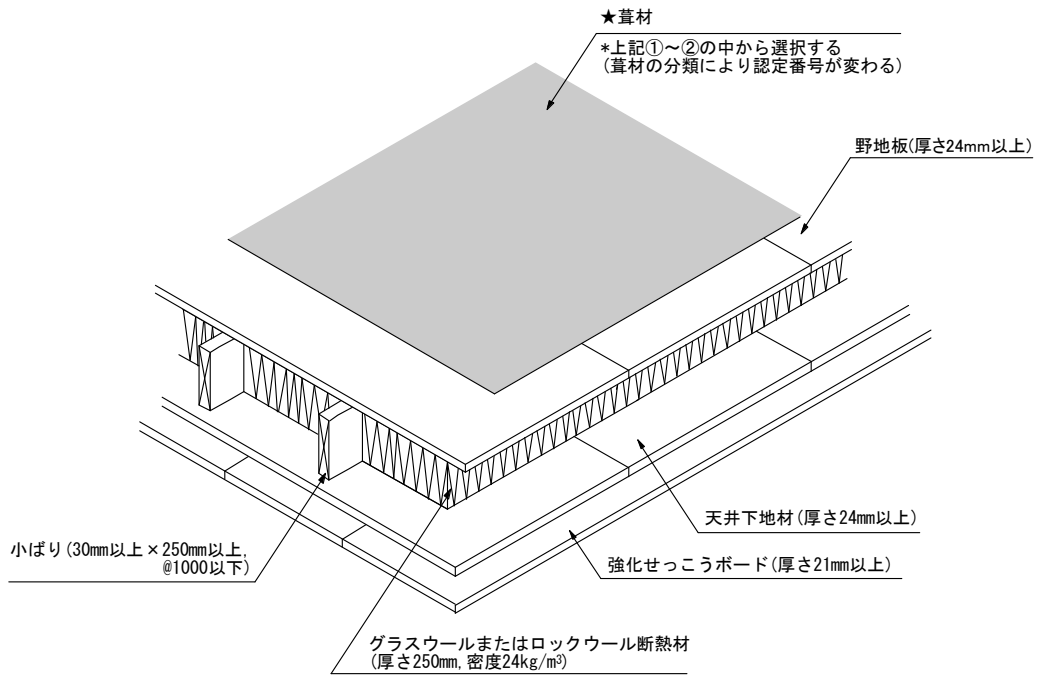 ★葺材
*上記①～②の中から選択する
(葺材の分類により認定番号が変わる)
野地板(厚さ24mm以上)
天井下地材(厚さ24mm以上)
小ばり(30mm以上×250mm以上,
@1000以下)
強化せっこうボード(厚さ21mm以上)
グラスウールまたはロックウール断熱材
(厚さ250mm, 密度24kg/m³)